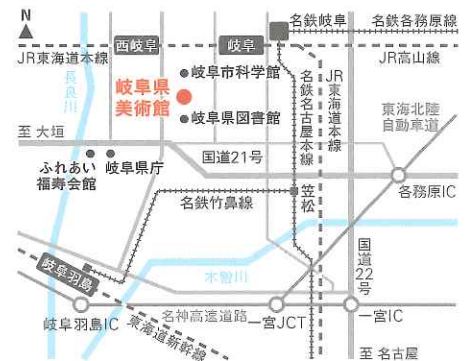 N
名鉄岐阜
名鉄各務原線
西岐阜
岐阜
JR東海道本線
JR高山線
長良川
岐阜市科学館
岐阜県
美術館
岐阜県図書館
名鉄名古屋本線
JR東海道本線
東海北陸
自動車道
至 大垣
国道21号
ふれあい
福寿会館
岐阜県庁
名鉄竹鼻線
笠松
各務原IC
岐阜羽島
木曽川
国道22号
岐阜羽島IC
名神高速道路
一宮JCT
一宮IC
東海道新幹線
至 名古屋